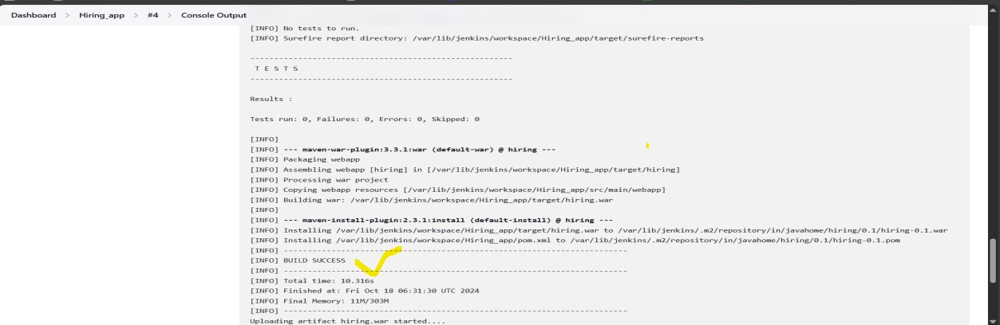 Dashboard > Hiring_app > #4 > Console Output
[INFO] No tests to run.
[INFO] Surefire report directory: /var/lib/jenkins/workspace/Hiring_app/target/surefire-reports
-------------------------------------------------------
T E S T S
-------------------------------------------------------
Results :
Tests run: 0, Failures: 0, Errors: 0, Skipped: 0
[INFO]
[INFO] --- maven-war-plugin:3.3.1:war (default-war) @ hiring ---
[INFO] Packaging webapp
[INFO] Assembling webapp [hiring] in [/var/lib/jenkins/workspace/Hiring_app/target/hiring]
[INFO] Processing war project
[INFO] Copying webapp resources [/var/lib/jenkins/workspace/Hiring_app/src/main/webapp]
[INFO] Building war: /var/lib/jenkins/workspace/Hiring_app/target/hiring.war
[INFO]
[INFO] --- maven-install-plugin:2.3.1:install (default-install) @ hiring ---
[INFO] Installing /var/lib/jenkins/workspace/Hiring_app/target/hiring.war to /var/lib/jenkins/.m2/repository/in/javahome/hiring/0.1/hiring-0.1.war
[INFO] Installing /var/lib/jenkins/workspace/Hiring_app/pom.xml to /var/lib/jenkins/.m2/repository/in/javahome/hiring/0.1/hiring-0.1.pom
[INFO] ------------------------------------------------------------------------
[INFO] BUILD SUCCESS
[INFO] ------------------------------------------------------------------------
[INFO] Total time: 10.316s
[INFO] Finished at: Fri Oct 18 06:31:30 UTC 2024
[INFO] Final Memory: 11M/303M
[INFO] ------------------------------------------------------------------------
Uploading artifact hiring.war started....